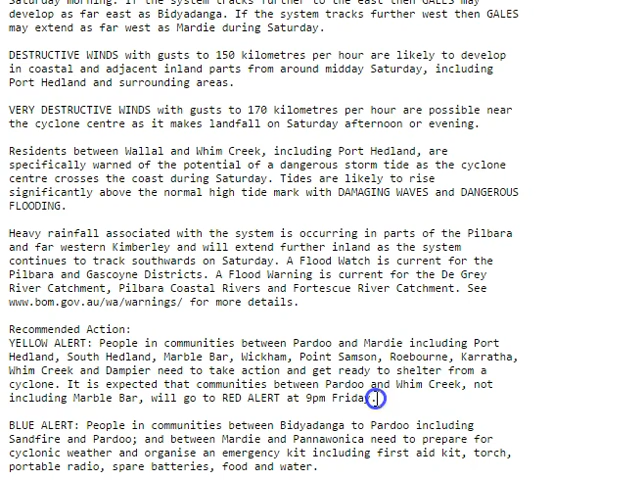 develop as far east as Bidyadanga. If the system tracks further west then GALES
may extend as far west as Mardie during Saturday.
DESTRUCTIVE WINDS with gusts to 150 kilometres per hour are likely to develop
in coastal and adjacent inland parts from around midday Saturday, including
Port Hedland and surrounding areas.
VERY DESTRUCTIVE WINDS with gusts to 170 kilometres per hour are possible near
the cyclone centre as it makes landfall on Saturday afternoon or evening.
Residents between Wallal and Whim Creek, including Port Hedland, are
specifically warned of the potential of a dangerous storm tide as the cyclone
centre crosses the coast during Saturday. Tides are likely to rise
significantly above the normal high tide mark with DAMAGING WAVES and DANGEROUS
FLOODING.
Heavy rainfall associated with the system is occurring in parts of the Pilbara
and far western Kimberley and will extend further inland as the system
continues to track southwards on Saturday. A Flood Watch is current for the
Pilbara and Gascoyne Districts. A Flood Warning is current for the De Grey
River Catchment, Pilbara Coastal Rivers and Fortescue River Catchment. See
www.bom.gov.au/wa/warnings/ for more details.
Recommended Action:
YELLOW ALERT: People in communities between Pardoo and Mardie including Port
Hedland, South Hedland, Marble Bar, Wickham, Point Samson, Roebourne, Karratha,
Whim Creek and Dampier need to take action and get ready to shelter from a
cyclone. It is expected that communities between Pardoo and Whim Creek, not
including Marble Bar, will go to RED ALERT at 9pm Friday.
BLUE ALERT: People in communities between Bidyadanga to Pardoo including
Sandfire and Pardoo; and between Mardie and Pannawonica need to prepare for
cyclonic weather and organise an emergency kit including first aid kit, torch,
portable radio, spare batteries, food and water.